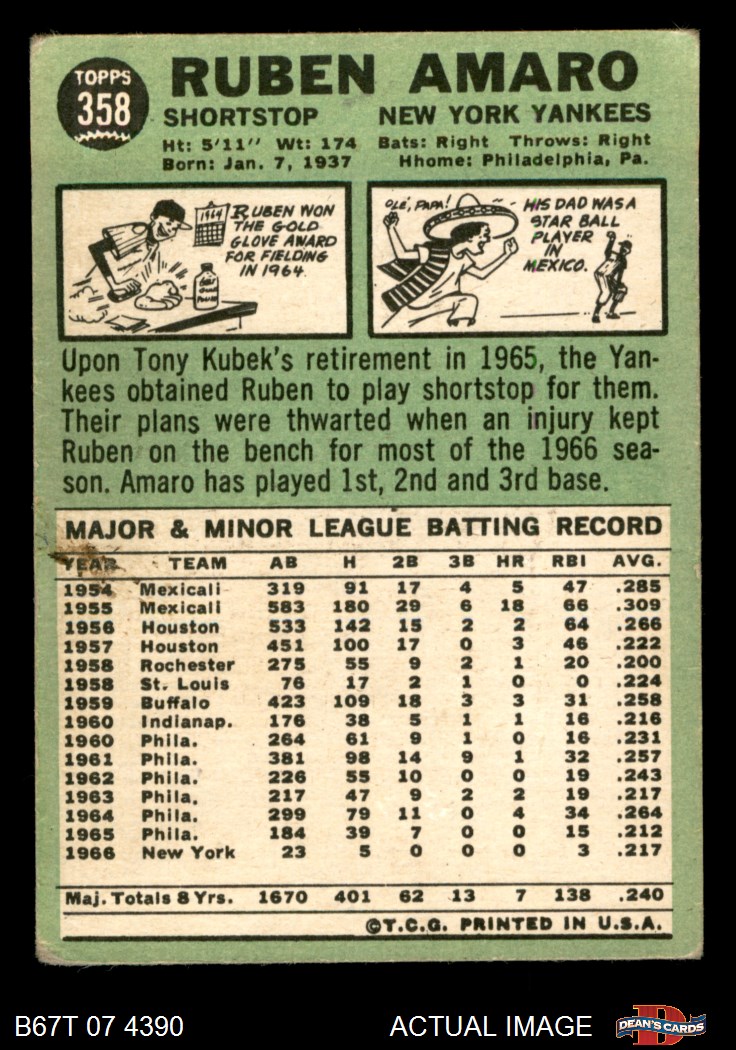 TOPPS
358
RUBEN AMARO
SHORTSTOP NEW YORK YANKEES
Ht: 5'11" Wt: 174 Bats: Right Throws: Right
Born: Jan. 7, 1937 Hhome: Philadelphia, Pa.
1964
RUBEN WON
THE GOLD
GLOVE AWARD
FOR FIELDING
IN 1964.
OLÉ, PAPA!
HIS DAD WAS A
STAR BALL
PLAYER
IN
MEXICO.
Upon Tony Kubek's retirement in 1965, the Yan-
kees obtained Ruben to play shortstop for them.
Their plans were thwarted when an injury kept
Ruben on the bench for most of the 1966 sea-
son. Amaro has played 1st, 2nd and 3rd base.
MAJOR & MINOR LEAGUE BATTING RECORD
YEAR TEAM AB H 2B 3B HR RBI AVG.
1954 Mexicali 319 91 17 4 5 47 .285
1955 Mexicali 583 180 29 6 18 66 .309
1956 Houston 533 142 15 2 2 64 .266
1957 Houston 451 100 17 0 3 46 .222
1958 Rochester 275 55 9 2 1 20 .200
1958 St. Louis 76 17 2 1 0 0 .224
1959 Buffalo 423 109 18 3 3 31 .258
1960 Indianap. 176 38 5 1 1 16 .216
1960 Phila. 264 61 9 1 0 16 .231
1961 Phila. 381 98 14 9 1 32 .257
1962 Phila. 226 55 10 0 0 19 .243
1963 Phila. 217 47 9 2 2 19 .217
1964 Phila. 299 79 11 0 4 34 .264
1965 Phila. 184 39 7 0 0 15 .212
1966 New York 23 5 0 0 0 3 .217
Maj. Totals 8 Yrs. 1670 401 62 13 7 138 .240
©T.C.G. PRINTED IN U.S.A.
B67T 07 4390 ACTUAL IMAGE
DEAN'S CARDS